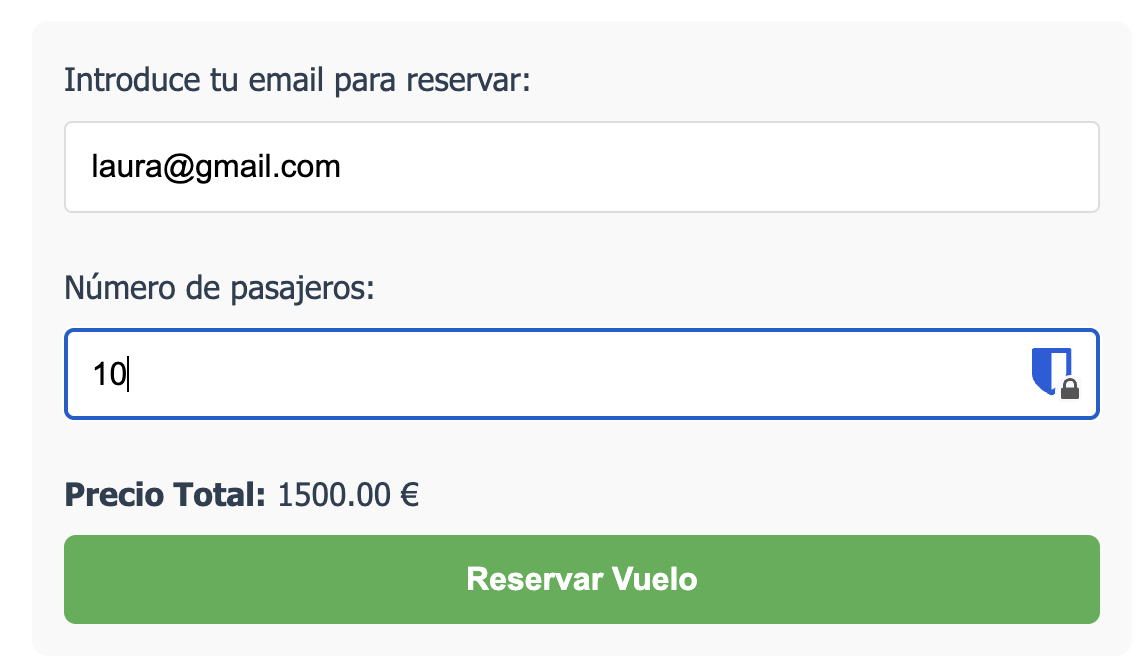 Introduce tu email para reservar:
laura@gmail.com
Número de pasajeros:
10
Precio Total: 1500.00 €
Reservar Vuelo